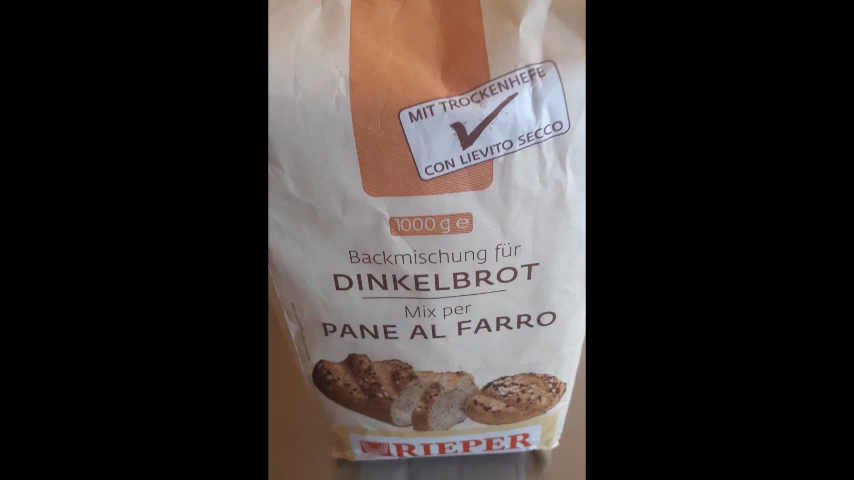 MIT TROCKENHEFE
CON LIEVITO SECCO
1000 g e
Backmischung für
DINKELBROT
Mix per
PANE AL FARRO
RIEPER